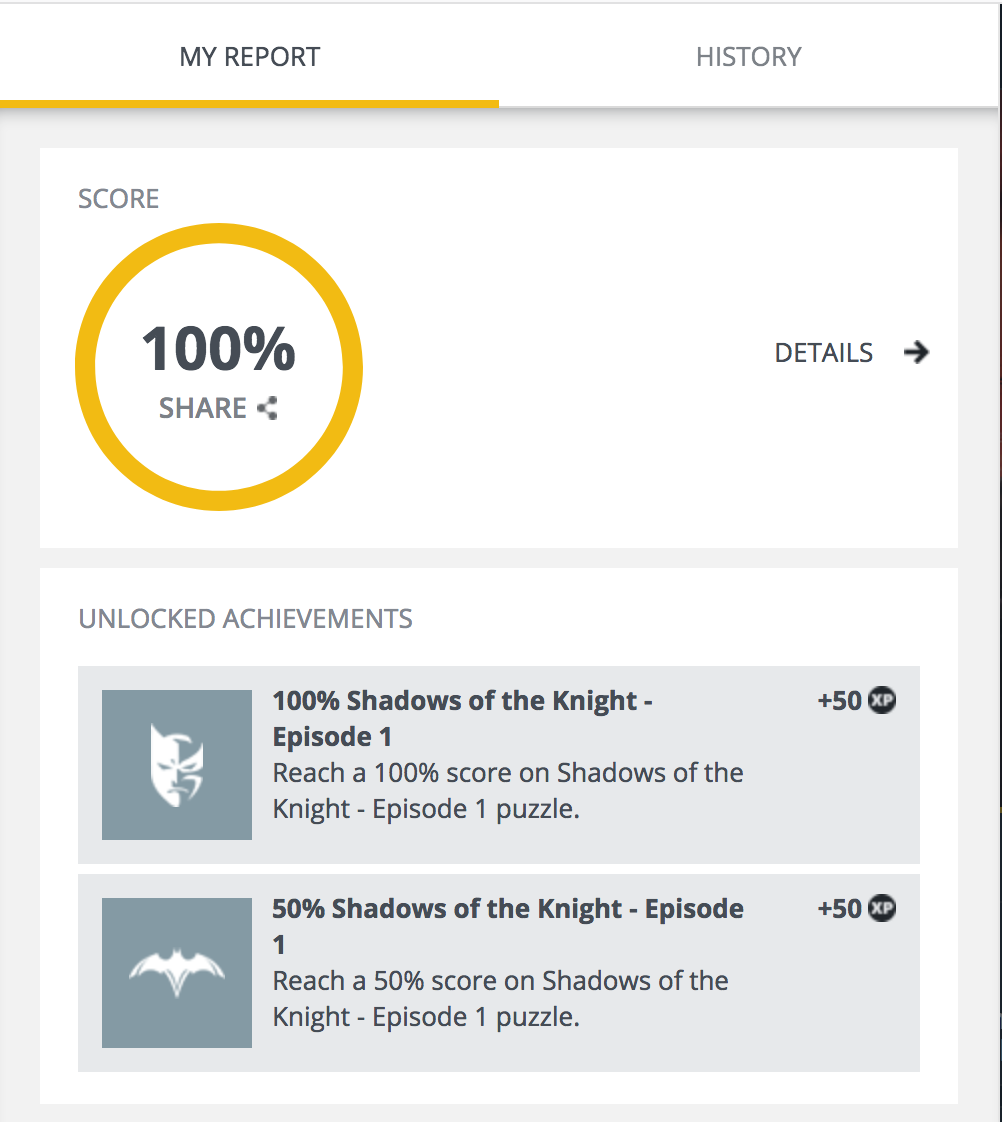 MY REPORT
HISTORY
SCORE
100%
SHARE
DETAILS
UNLOCKED ACHIEVEMENTS
100% Shadows of the Knight -
Episode 1
Reach a 100% score on Shadows of the
Knight - Episode 1 puzzle.
+50 XP
50% Shadows of the Knight - Episode
1
Reach a 50% score on Shadows of the
Knight - Episode 1 puzzle.
+50 XP